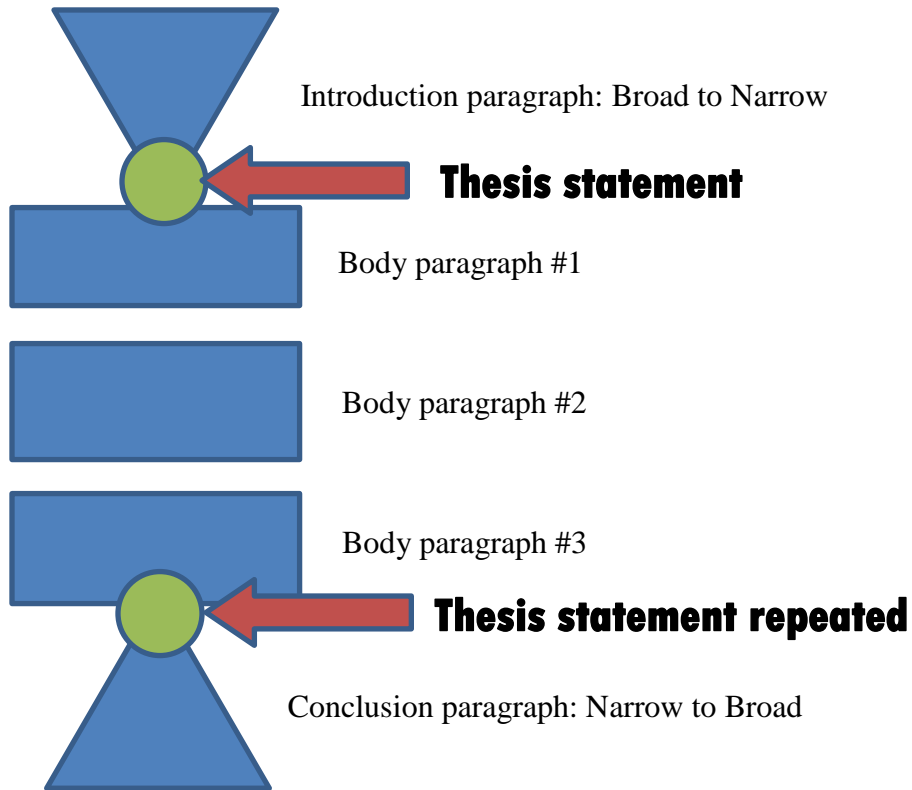 Introduction paragraph: Broad to Narrow
Thesis statement
Body paragraph #1
Body paragraph #2
Body paragraph #3
Thesis statement repeated
Conclusion paragraph: Narrow to Broad